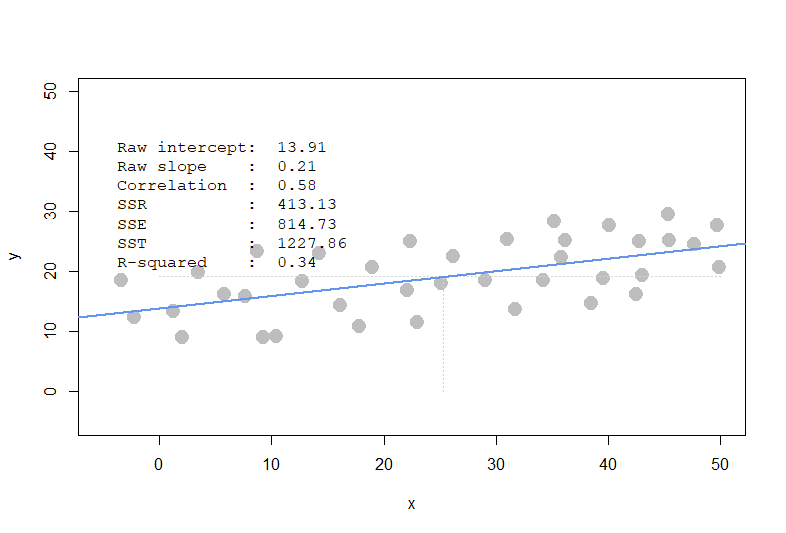 50
40
30
20
10
0
y
Raw intercept: 13.91
Raw slope : 0.21
Correlation : 0.58
SSR : 413.13
SSE : 814.73
SST : 1227.86
R-squared : 0.34
0 10 20 30 40 50
x